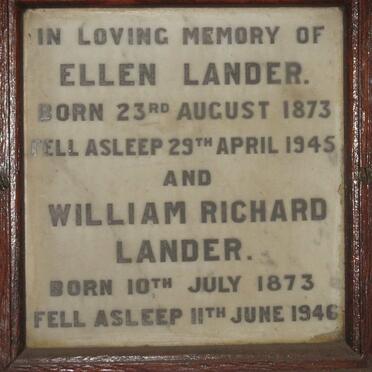 IN LOVING MEMORY OF
ELLEN LANDER.
BORN 23RD AUGUST 1873
FELL ASLEEP 29TH APRIL 1945
AND
WILLIAM RICHARD
LANDER.
BORN 10TH JULY 1873
FELL ASLEEP 11TH JUNE 1946